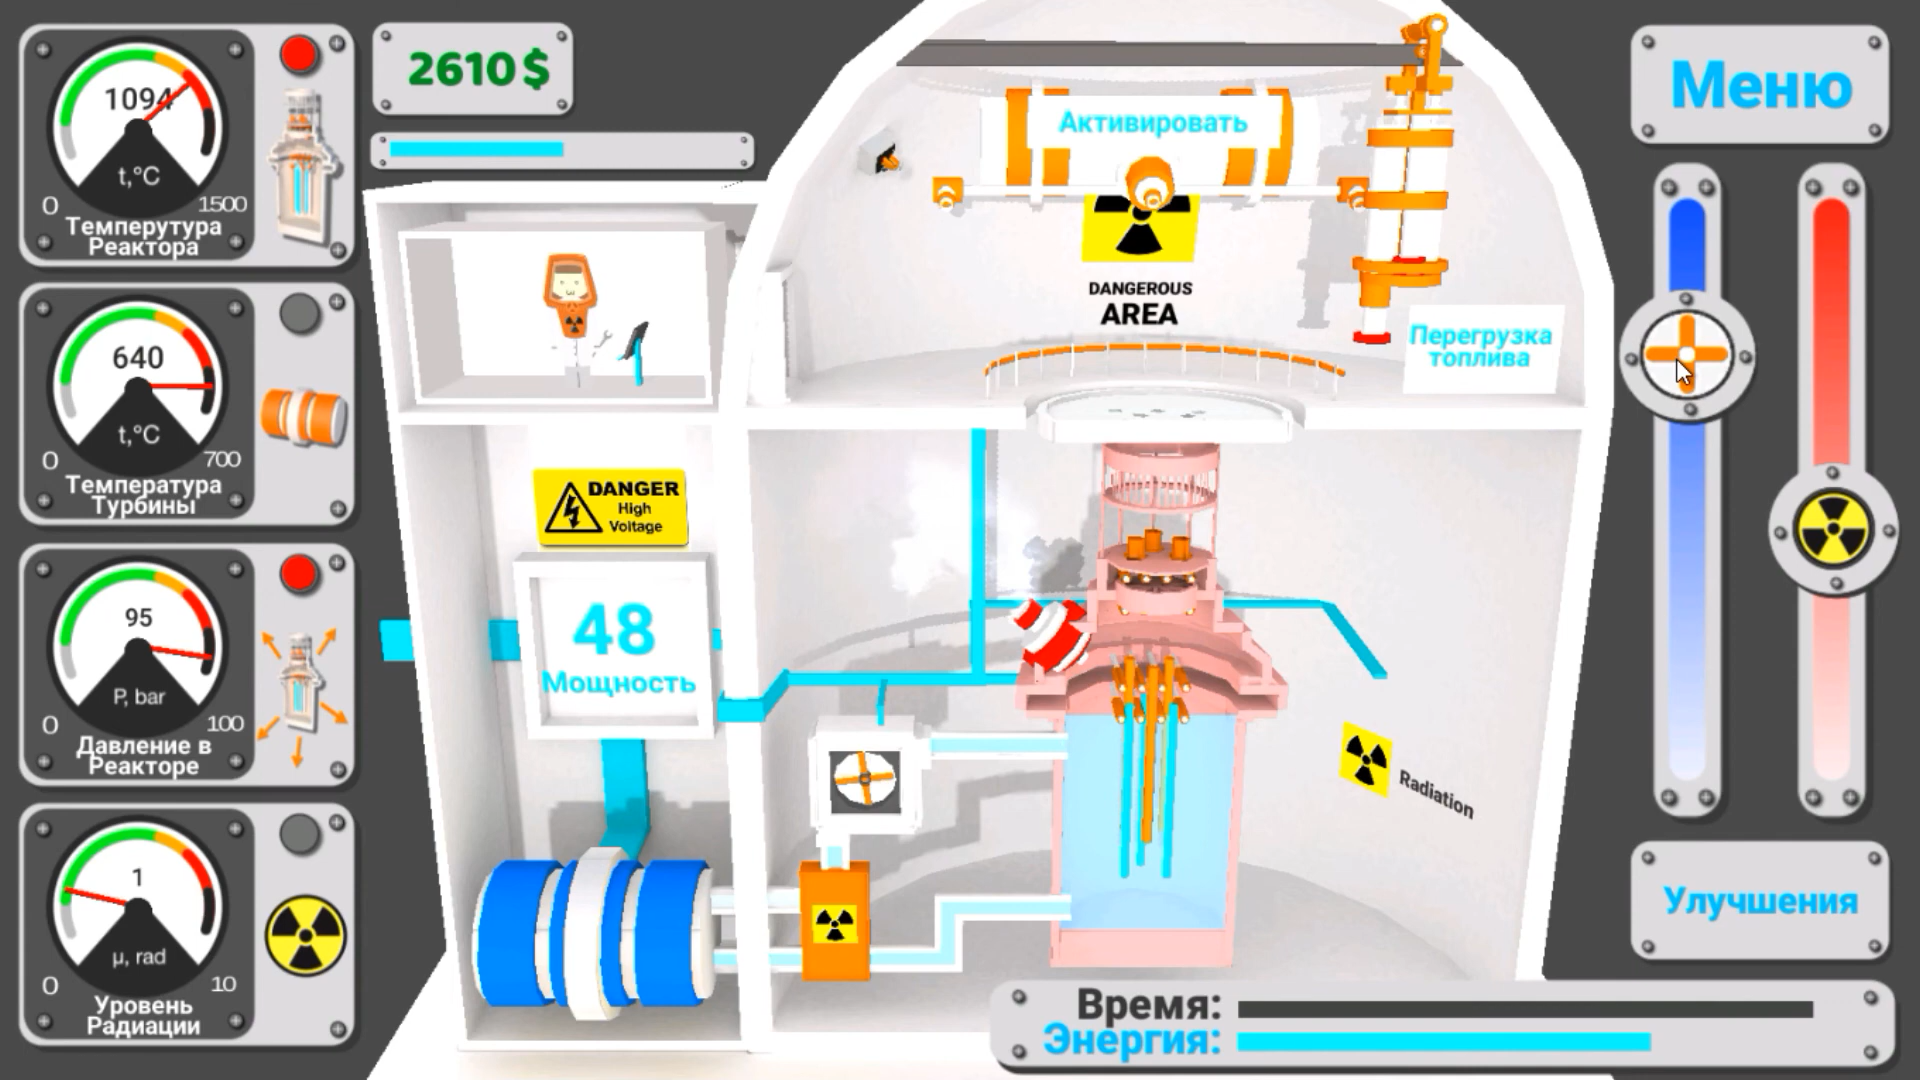 1094
t,°C
0
1500
Темперутура
Реактора
640
t,°C
0
700
Температура
Турбины
95
P, bar
0
100
Давление в
Реакторе
1
μ, rad
0
10
Уровень
Радиации
2610$
Активировать
DANGEROUS
AREA
Перегрузка
топлива
DANGER
High
Voltage
48
Мощность
Radiation
Меню
Улучшения
Время:
Энергия: